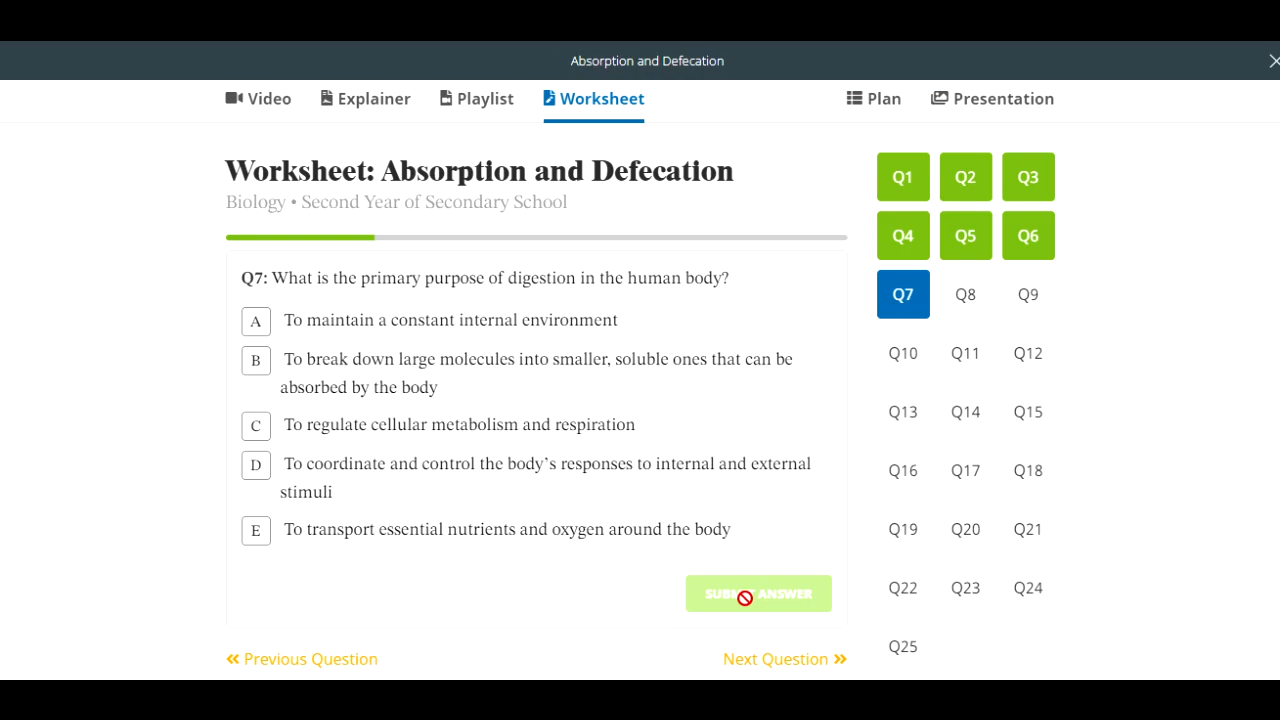 Absorption and Defecation
Video Explainer Playlist Worksheet Plan Presentation
Worksheet: Absorption and Defecation
Biology • Second Year of Secondary School
Q7: What is the primary purpose of digestion in the human body?
A To maintain a constant internal environment
B To break down large molecules into smaller, soluble ones that can be
absorbed by the body
C To regulate cellular metabolism and respiration
D To coordinate and control the body's responses to internal and external
stimuli
E To transport essential nutrients and oxygen around the body
SUBMIT ANSWER
Previous Question Next Question
Q1 Q2 Q3
Q4 Q5 Q6
Q7 Q8 Q9
Q10 Q11 Q12
Q13 Q14 Q15
Q16 Q17 Q18
Q19 Q20 Q21
Q22 Q23 Q24
Q25